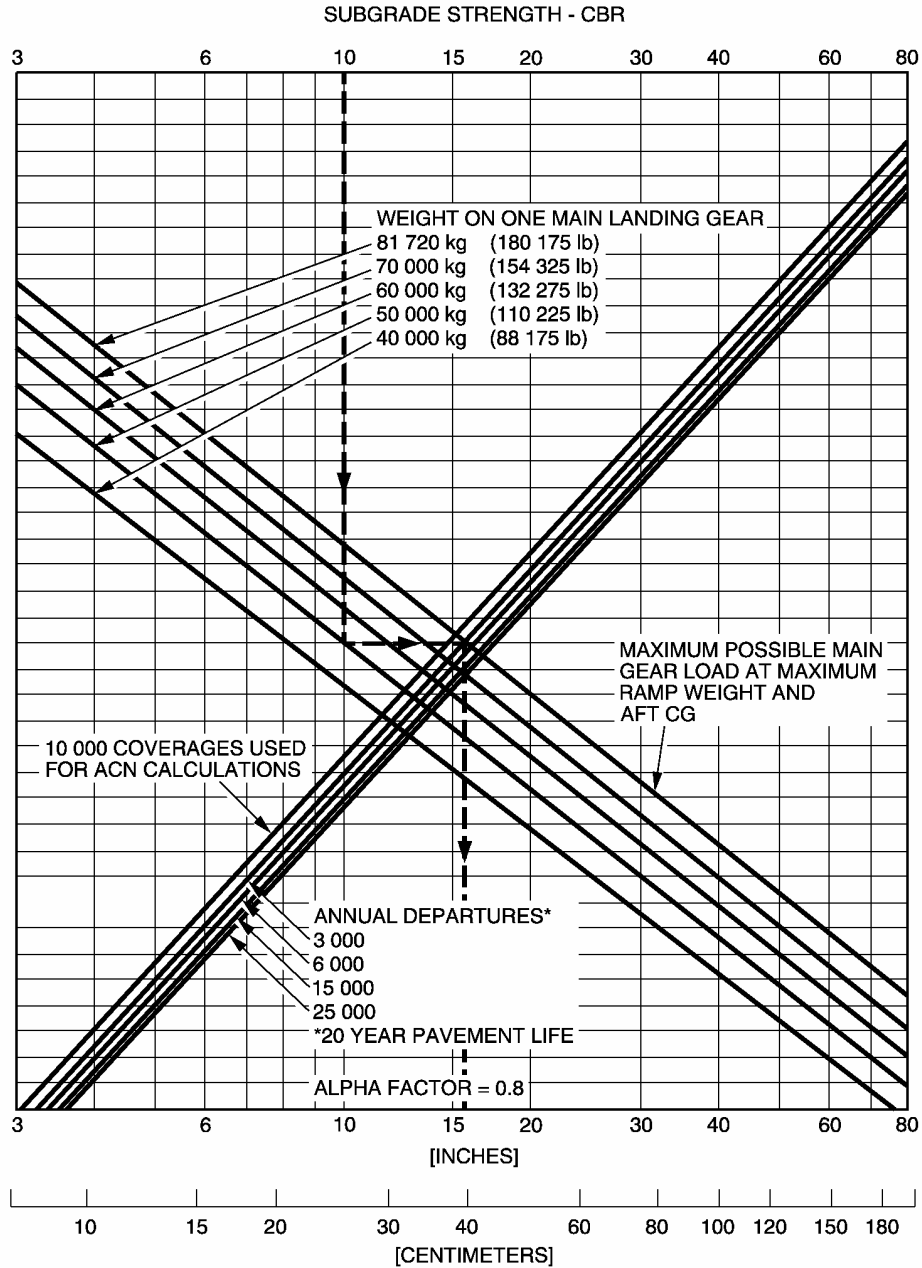 SUBGRADE STRENGTH - CBR
3 6 10 15 20 30 40 60 80
WEIGHT ON ONE MAIN LANDING GEAR
81 720 kg (180 175 lb)
70 000 kg (154 325 lb)
60 000 kg (132 275 lb)
50 000 kg (110 225 lb)
40 000 kg (88 175 lb)
MAXIMUM POSSIBLE MAIN
GEAR LOAD AT MAXIMUM
RAMP WEIGHT AND
AFT CG
10 000 COVERAGES USED
FOR ACN CALCULATIONS
ANNUAL DEPARTURES*
3 000
6 000
15 000
25 000
*20 YEAR PAVEMENT LIFE
ALPHA FACTOR = 0.8
3 6 10 15 20 30 40 60 80
[INCHES]
10 15 20 30 40 60 80 100 120 150 180
[CENTIMETERS]